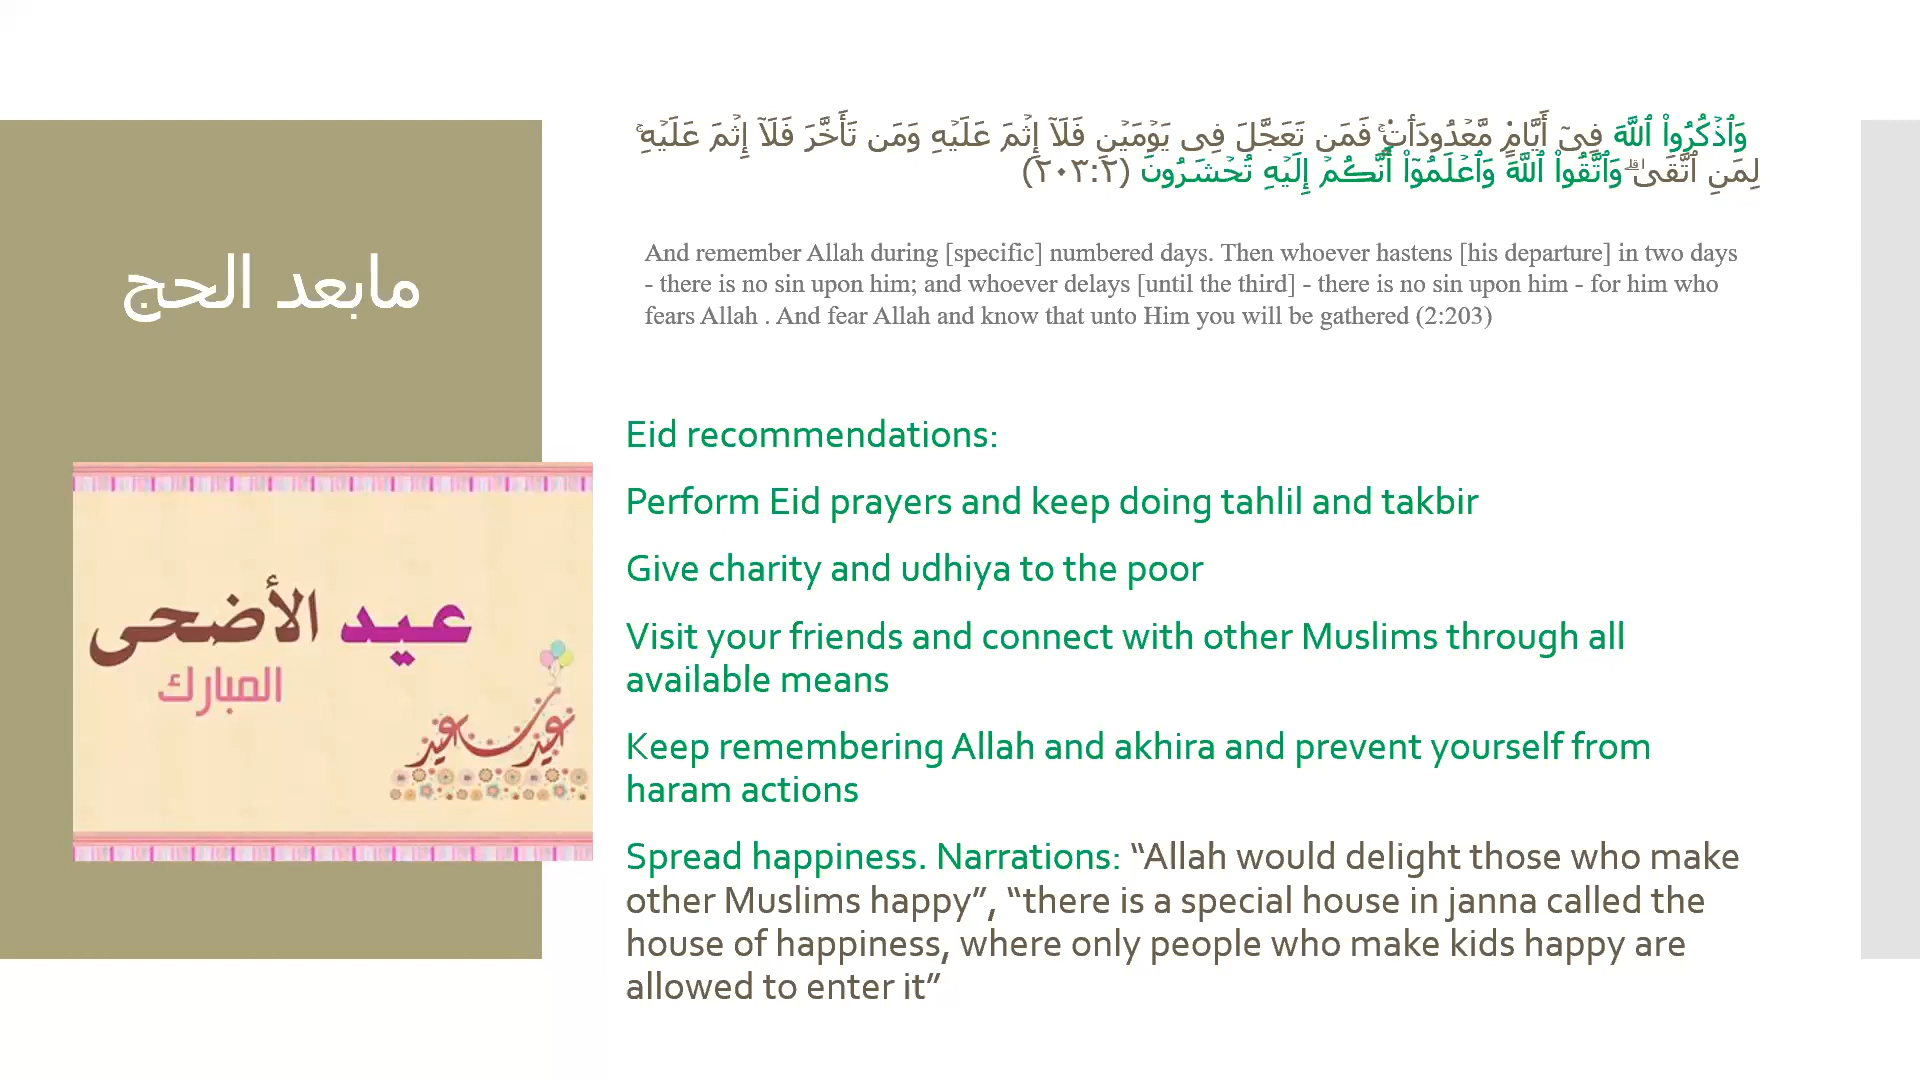 مابعد الحج
وَٱذْكُرُوا۟ ٱللَّهَ فِىٓ أَيَّامٍ مَّعْدُودَٰتٍ ۚ فَمَن تَعَجَّلَ فِى يَوْمَيْنِ فَلَآ إِثْمَ عَلَيْهِ وَمَن تَأَخَّرَ فَلَآ إِثْمَ عَلَيْهِ ۚ
لِمَنِ ٱتَّقَىٰ ۗ وَٱتَّقُوا۟ ٱللَّهَ وَٱعْلَمُوٓا۟ أَنَّكُمْ إِلَيْهِ تُحْشَرُونَ (٢:٢٠٣)
And remember Allah during [specific] numbered days. Then whoever hastens [his departure] in two days
- there is no sin upon him; and whoever delays [until the third] - there is no sin upon him - for him who
fears Allah . And fear Allah and know that unto Him you will be gathered (2:203)
Eid recommendations:
Perform Eid prayers and keep doing tahlil and takbir
Give charity and udhiya to the poor
Visit your friends and connect with other Muslims through all
available means
Keep remembering Allah and akhira and prevent yourself from
haram actions
Spread happiness. Narrations: “Allah would delight those who make
other Muslims happy”, “there is a special house in janna called the
house of happiness, where only people who make kids happy are
allowed to enter it”
عيد الأضحى
المبارك